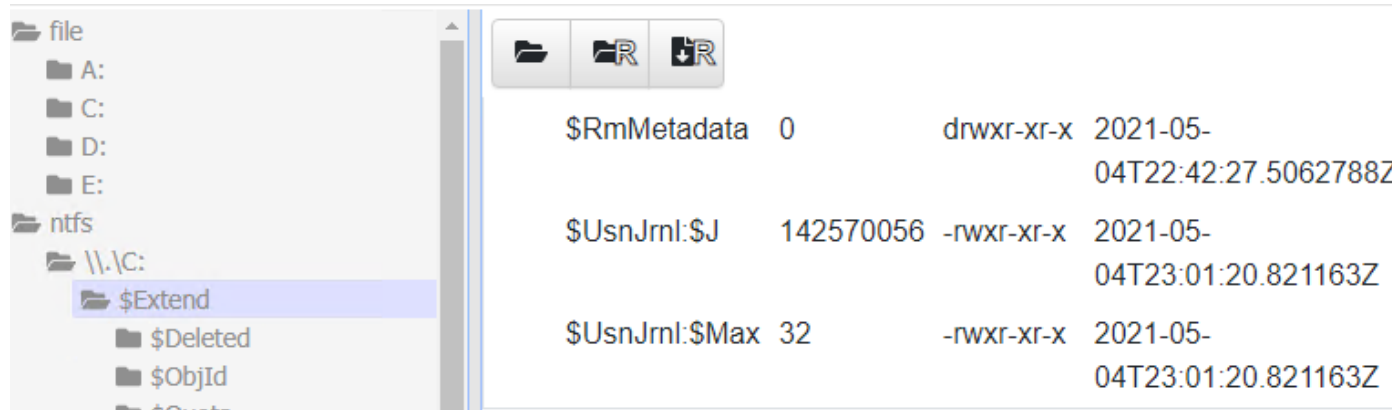 file
A:
C:
D:
E:
ntfs
\\.\C:
$Extend
$Deleted
$ObjId
R R
$RmMetadata 0 drwxr-xr-x 2021-05-
04T22:42:27.5062788Z
$UsnJrnl:$J 142570056 -rwxr-xr-x 2021-05-
04T23:01:20.821163Z
$UsnJrnl:$Max 32 -rwxr-xr-x 2021-05-
04T23:01:20.821163Z